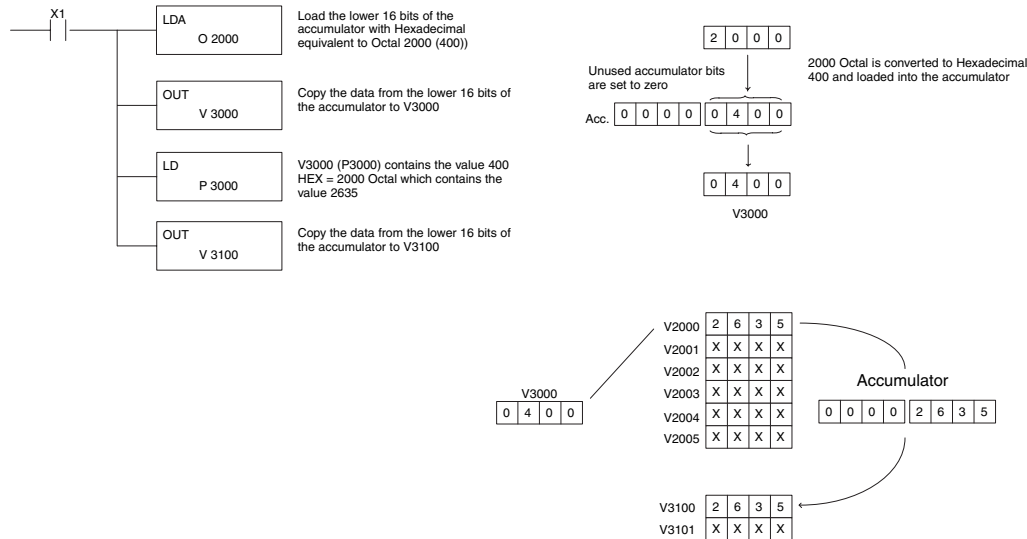 X1
LDA
O 2000
Load the lower 16 bits of the
accumulator with Hexadecimal
equivalent to Octal 2000 (400))
OUT
V 3000
Copy the data from the lower 16 bits of
the accumulator to V3000
LD
P 3000
V3000 (P3000) contains the value 400
HEX = 2000 Octal which contains the
value 2635
OUT
V 3100
Copy the data from the lower 16 bits of
the accumulator to V3100
2 0 0 0
2000 Octal is converted to Hexadecimal
400 and loaded into the accumulator
Unused accumulator bits
are set to zero
Acc. 0 0 0 0 0 4 0 0
0 4 0 0
V3000
V3000
0 4 0 0
V2000 2 6 3 5
V2001 X X X X
V2002 X X X X
V2003 X X X X
V2004 X X X X
V2005 X X X X
Accumulator
0 0 0 0 2 6 3 5
V3100 2 6 3 5
V3101 X X X X